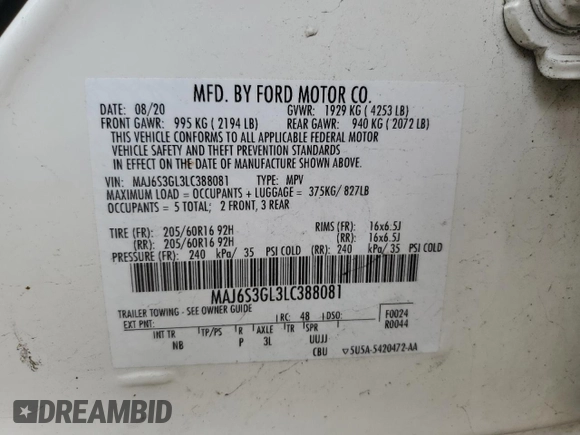 MFD. BY FORD MOTOR CO.
DATE: 08/20 GVWR: 1929 KG ( 4253 LB)
FRONT GAWR: 995 KG ( 2194 LB) REAR GAWR: 940 KG ( 2072 LB)
THIS VEHICLE CONFORMS TO ALL APPLICABLE FEDERAL MOTOR
VEHICLE SAFETY AND THEFT PREVENTION STANDARDS
IN EFFECT ON THE DATE OF MANUFACTURE SHOWN ABOVE.
VIN: MAJ6S3GL3LC388081 TYPE: MPV
MAXIMUM LOAD = OCCUPANTS + LUGGAGE = 375KG/ 827LB
OCCUPANTS = 5 TOTAL; 2 FRONT, 3 REAR
TIRE (FR): 205/60R16 92H RIMS (FR): 16x6.5J
(RR): 205/60R16 92H (RR): 16x6.5J
PRESSURE (FR): 240 kPa/ 35 PSI COLD (RR): 240 kPa/ 35 PSI COLD
MAJ6S3GL3LC388081
TRAILER TOWING - SEE OWNER GUIDE F0024
EXT PNT: RC: 48 DSO: R0044
INT TR TP/PS R AXLE TR SPR
NB P 3L UUJJ
CBU 5U5A-S420472-AA
DREAMBID